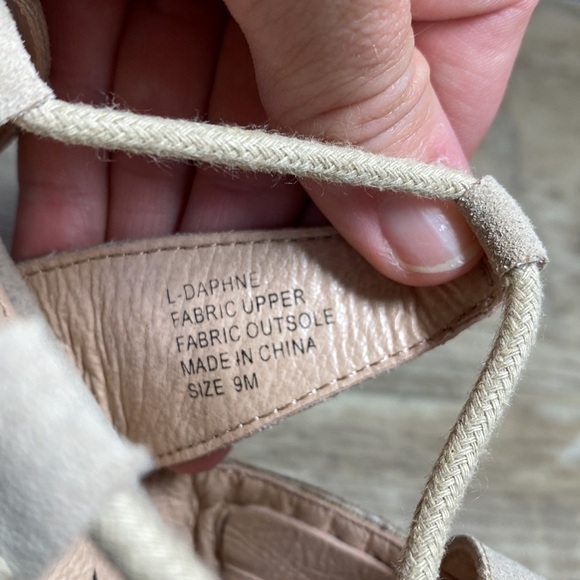 L-DAPHNE
FABRIC UPPER
FABRIC OUTSOLE
MADE IN CHINA
SIZE 9M